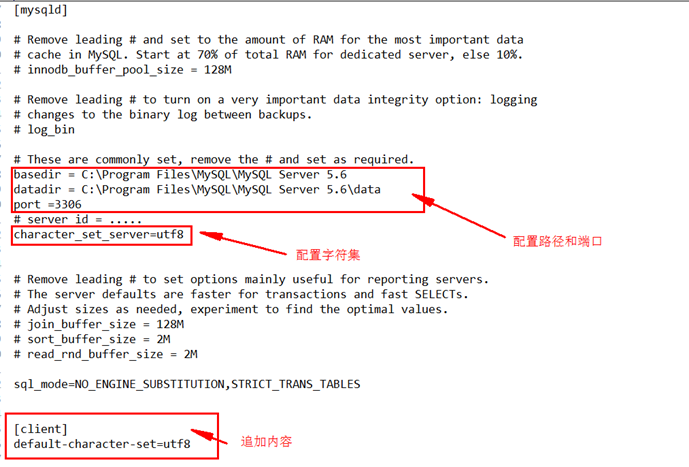 [mysqld]
# Remove leading # and set to the amount of RAM for the most important data
# cache in MySQL. Start at 70% of total RAM for dedicated server, else 10%.
# innodb_buffer_pool_size = 128M
# Remove leading # to turn on a very important data integrity option: logging
# changes to the binary log between backups.
# log_bin
# These are commonly set, remove the # and set as required.
basedir = C:\Program Files\MySQL\MySQL Server 5.6
datadir = C:\Program Files\MySQL\MySQL Server 5.6\data
port =3306
# server id = .....
character_set_server=utf8
配置路径和端口
配置字符集
# Remove leading # to set options mainly useful for reporting servers.
# The server defaults are faster for transactions and fast SELECTs.
# Adjust sizes as needed, experiment to find the optimal values.
# join_buffer_size = 128M
# sort_buffer_size = 2M
# read_rnd_buffer_size = 2M
sql_mode=NO_ENGINE_SUBSTITUTION,STRICT_TRANS_TABLES
[client]
default-character-set=utf8
追加内容